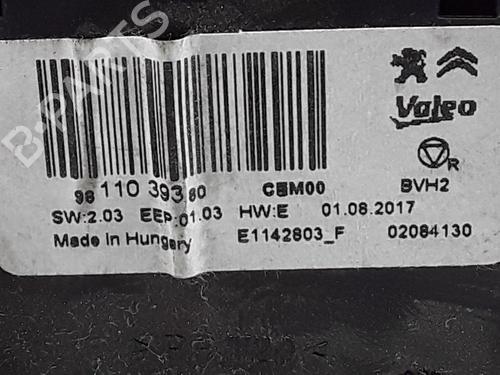 Valeo
R
98 110 393 80 CBM00 BVH2
SW:2.03 EEP:01.03 HW:E 01.08.2017
Made in Hungary E1142803_F 02084130
B-PARTS